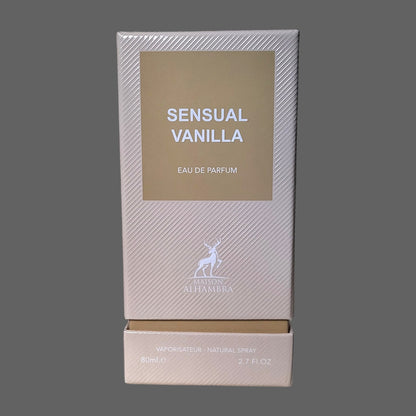 SENSUAL
VANILLA
EAU DE PARFUM
MAISON
ALHAMBRA
VAPORISATEUR - NATURAL SPRAY
80ml ℮ 2.7 Fl OZ